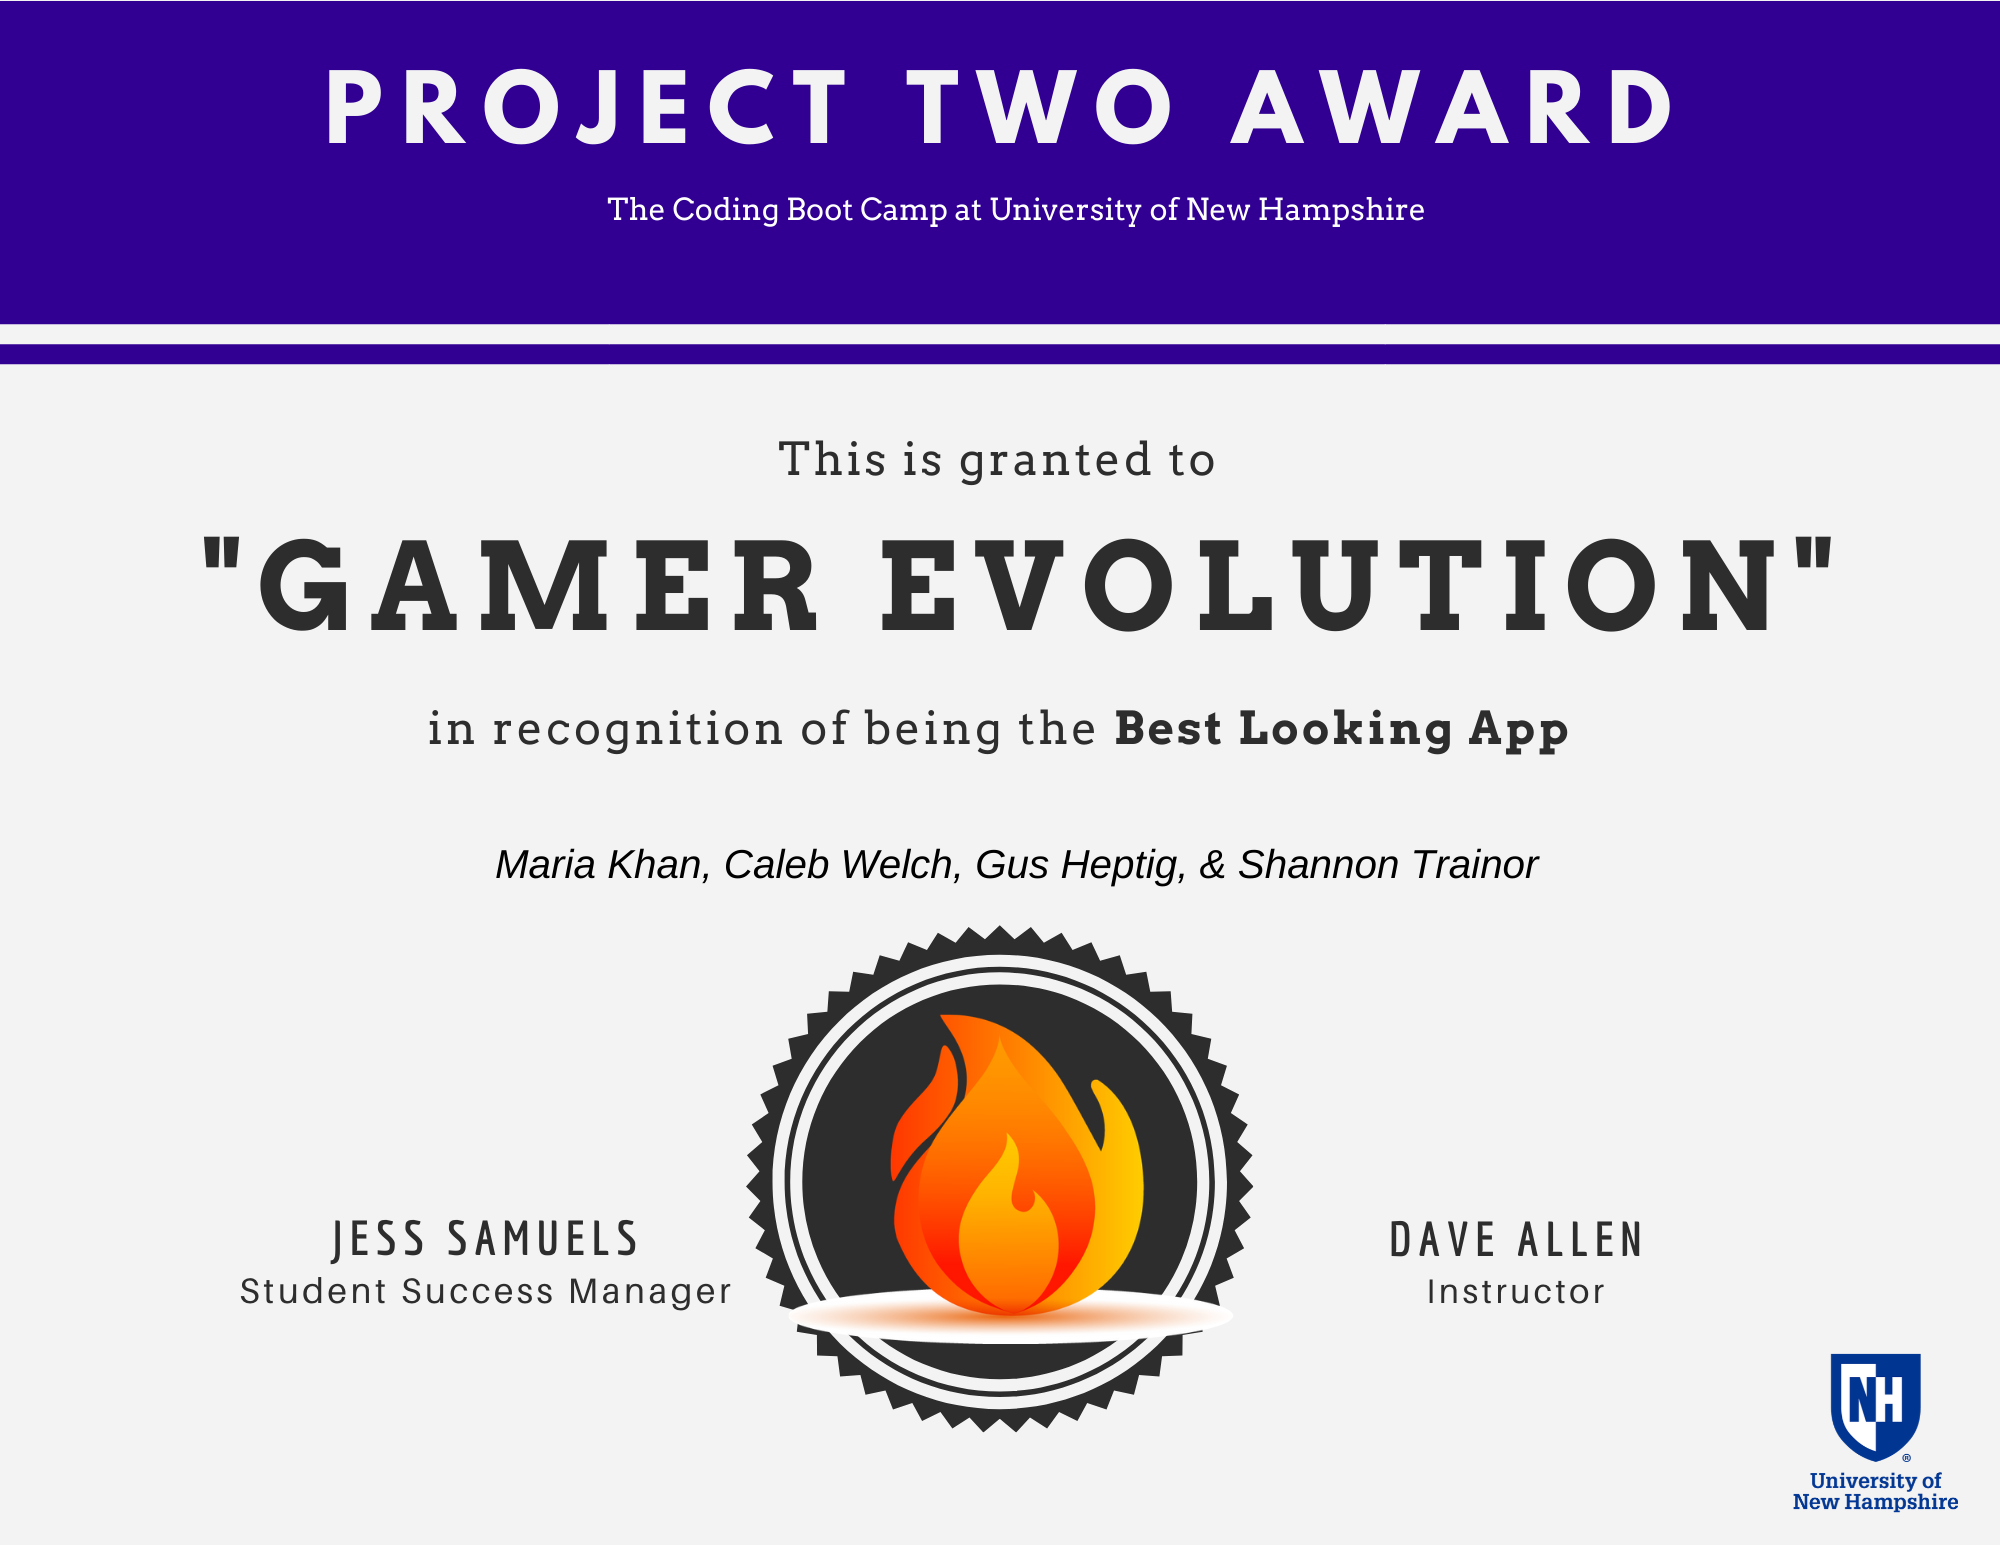 PROJECT TWO AWARD
The Coding Boot Camp at University of New Hampshire
This is granted to
"GAMER EVOLUTION"
in recognition of being the Best Looking App
Maria Khan, Caleb Welch, Gus Heptig, & Shannon Trainor
JESS SAMUELS
Student Success Manager
DAVE ALLEN
Instructor
NH
®
University of
New Hampshire